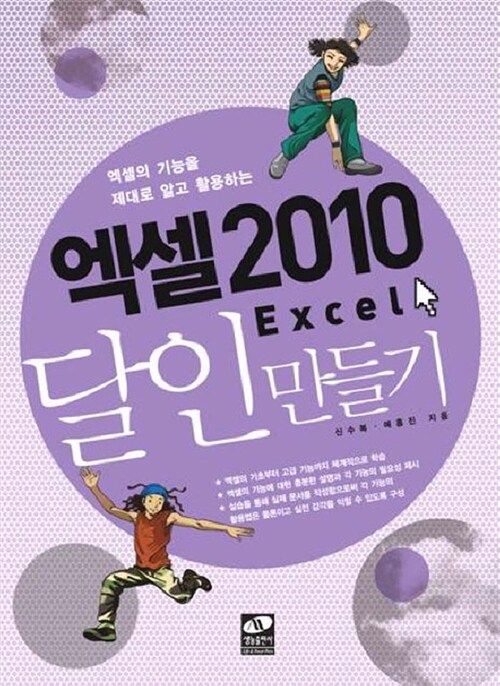 엑셀의 기능을
제대로 알고 활용하는
엑셀 2010
Excel
달인 만들기
신수복 · 예홍진 지음
★ 엑셀의 기초부터 고급 기능까지 체계적으로 학습
★ 엑셀의 기능에 대한 충분한 설명과 각 기능의 필요성 제시
★ 실습을 통해 실제 문서를 작성함으로써 각 기능의
활용법은 물론이고 실전 감각을 익힐 수 있도록 구성
생능출판사